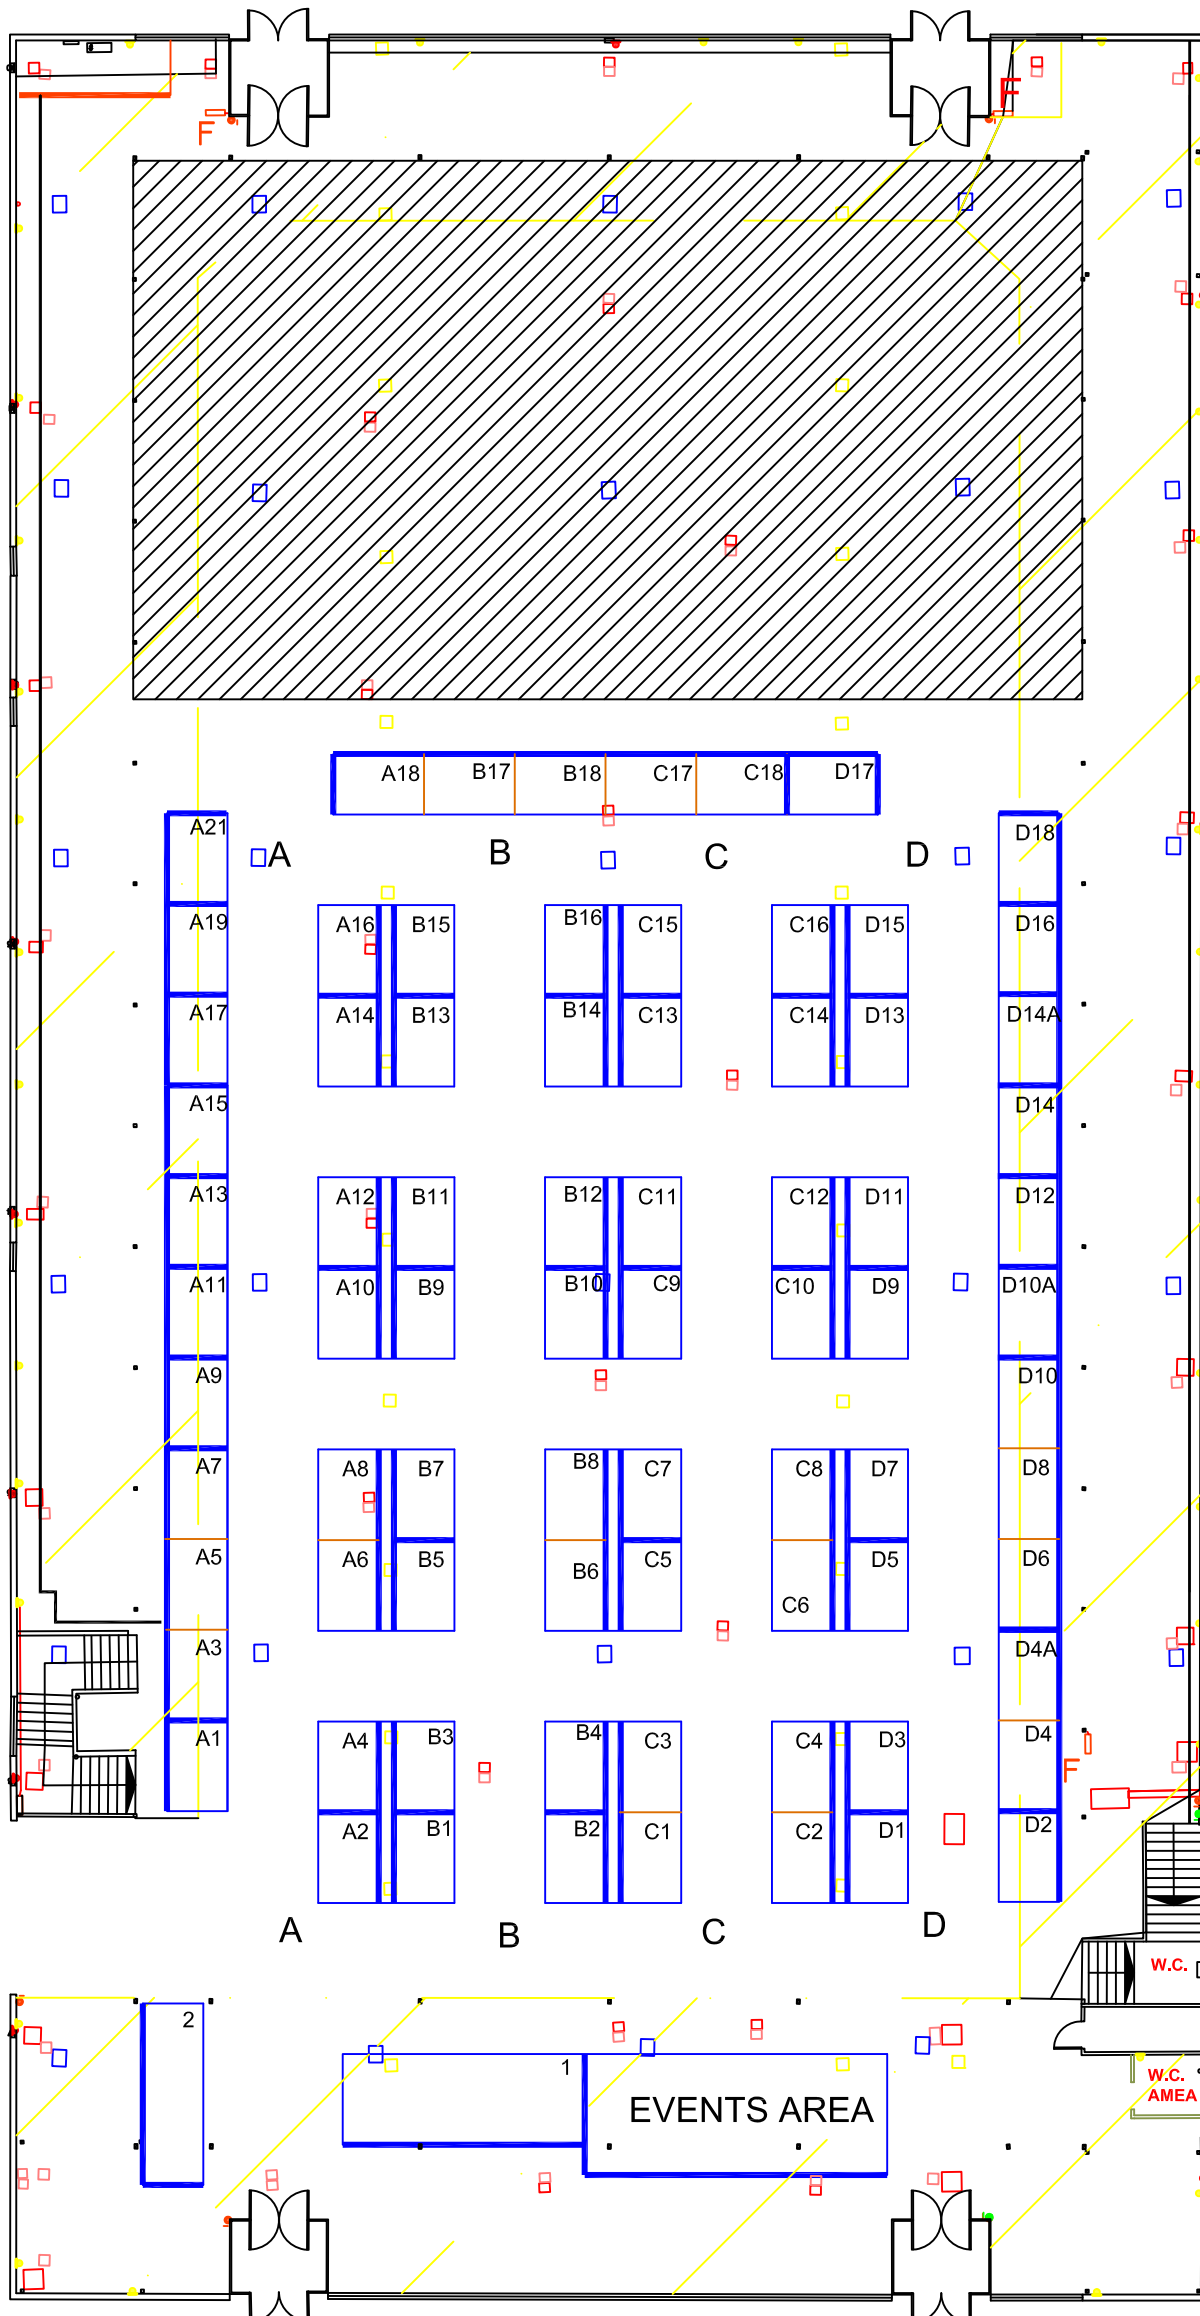 F
F
A18 B17 B18 C17 C18 D17
A21 D18
A B C D
A19 A16 B15 B16 C15 C16 D15 D16
A17 A14 B13 B14 C13 C14 D13 D14A
A15 D14
A13 A12 B11 B12 C11 C12 D11 D12
A11 A10 B9 B10 C9 C10 D9 D10A
A9 D10
A7 A8 B7 B8 C7 C8 D7 D8
A5 A6 B5 B6 C5 C6 D5 D6
A3 D4A
A1 A4 B3 B4 C3 C4 D3 D4
F
A2 B1 B2 C1 C2 D1 D2
A B C D
W.C.
2
1
EVENTS AREA
W.C.
AMEA